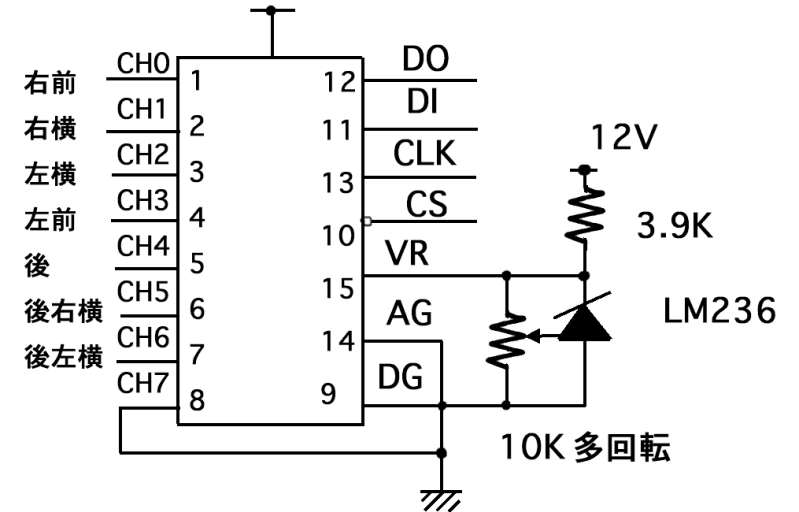 右前 CH0 1 12 DO
右横 CH1 2 11 DI
左横 CH2 3 13 CLK
左前 CH3 4 10 CS
後 CH4 5 15 VR
後右横 CH5 6 14 AG
後左横 CH6 7 9 DG
CH7 8
12V
3.9K
LM236
10K 多回転